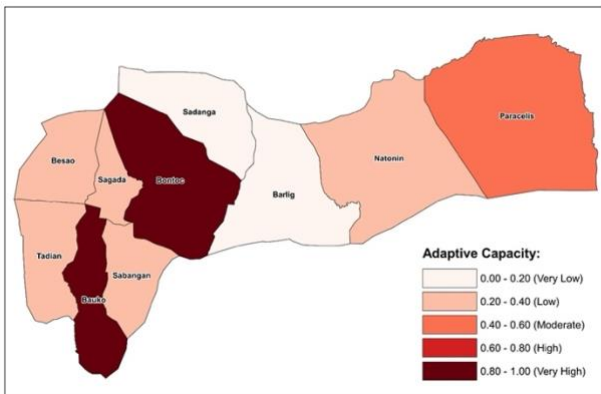 Sadanga
Paracelis
Besao
Natonin
Sagada
Bontoc
Barlig
Tadian
Sabangan
Bauko
Adaptive Capacity:
0.00 - 0.20 (Very Low)
0.20 - 0.40 (Low)
0.40 - 0.60 (Moderate)
0.60 - 0.80 (High)
0.80 - 1.00 (Very High)